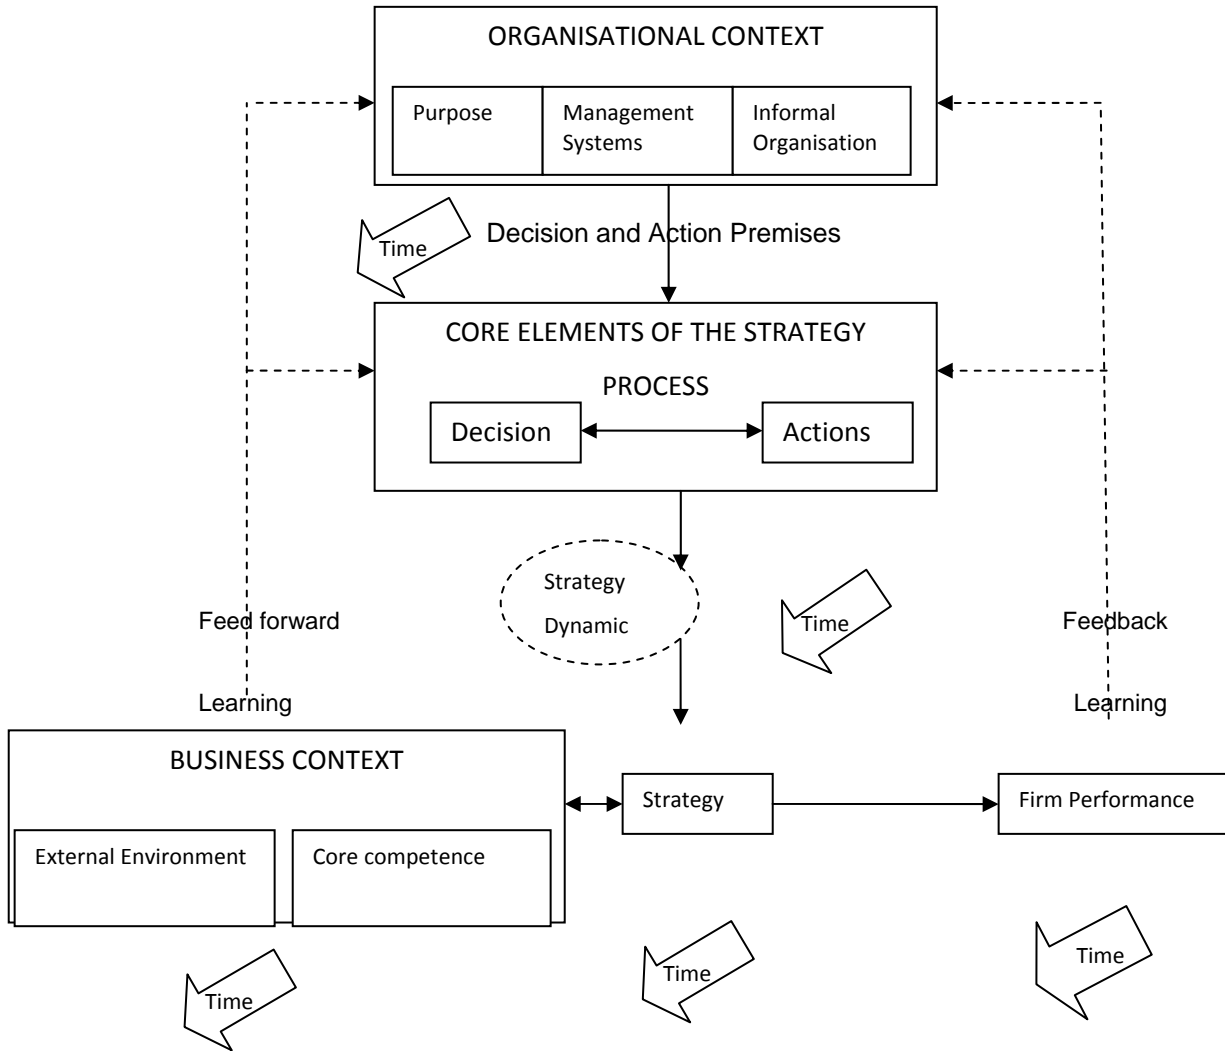 ORGANISATIONAL CONTEXT
Purpose
Management
Systems
Informal
Organisation
Time
Decision and Action Premises
CORE ELEMENTS OF THE STRATEGY
PROCESS
Decision
Actions
Strategy
Dynamic
Time
Feed forward
Feedback
Learning
Learning
BUSINESS CONTEXT
Strategy
Firm Performance
External Environment
Core competence
Time
Time
Time